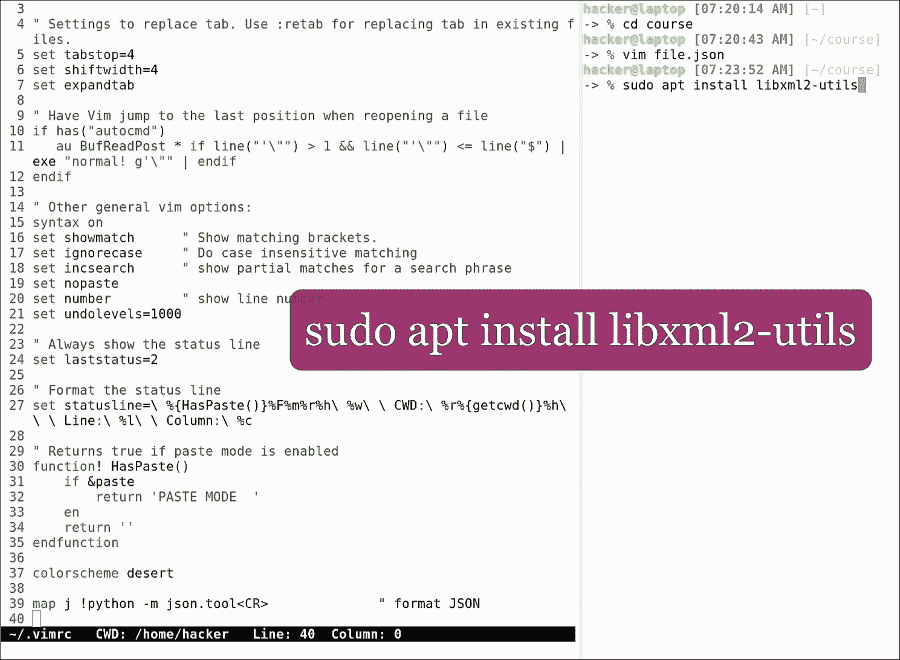 3
4 " Settings to replace tab. Use :retab for replacing tab in existing f
iles.
5 set tabstop=4
6 set shiftwidth=4
7 set expandtab
8
9 " Have Vim jump to the last position when reopening a file
10 if has("autocmd")
11    au BufReadPost * if line("'\"") > 1 && line("'\"") <= line("$") |
exe "normal! g'\"" | endif
12 endif
13
14 " Other general vim options:
15 syntax on
16 set showmatch      " Show matching brackets.
17 set ignorecase     " Do case insensitive matching
18 set incsearch      " show partial matches for a search phrase
19 set nopaste
20 set number         " show line number
21 set undolevels=1000
22
23 " Always show the status line
24 set laststatus=2
25
26 " Format the status line
27 set statusline=\ %{HasPaste()}%F%m%r%h\ %w\ \ CWD:\ %r%{getcwd()}%h\
\ \ Line:\ %l\ \ Column:\ %c
28
29 " Returns true if paste mode is enabled
30 function! HasPaste()
31     if &paste
32         return 'PASTE MODE  '
33     en
34     return ''
35 endfunction
36
37 colorscheme desert
38
39 map j !python -m json.tool<CR>              " format JSON
40
~/.vimrc   CWD: /home/hacker   Line: 40  Column: 0
hacker@laptop [07:20:14 AM] [~]
-> % cd course
hacker@laptop [07:20:43 AM] [~/course]
-> % vim file.json
hacker@laptop [07:23:52 AM] [~/course]
-> % sudo apt install libxml2-utils
sudo apt install libxml2-utils